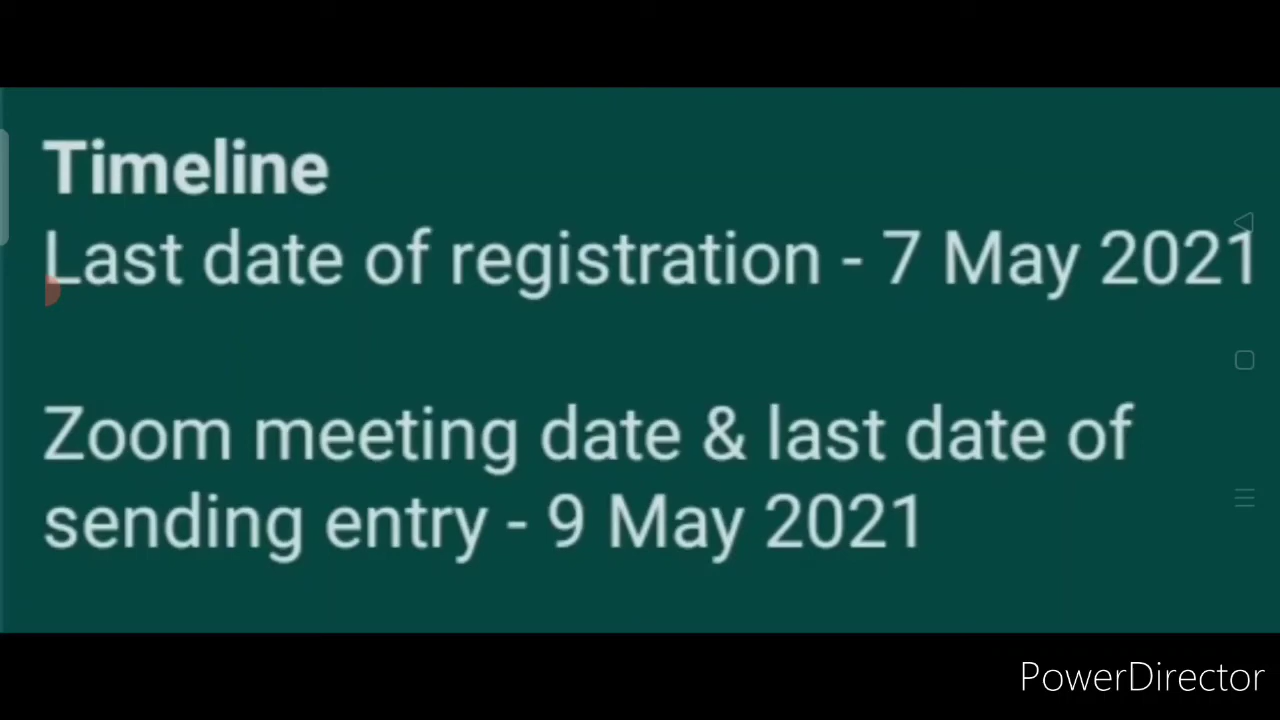 Timeline
Last date of registration - 7 May 2021
Zoom meeting date & last date of
sending entry - 9 May 2021
PowerDirector